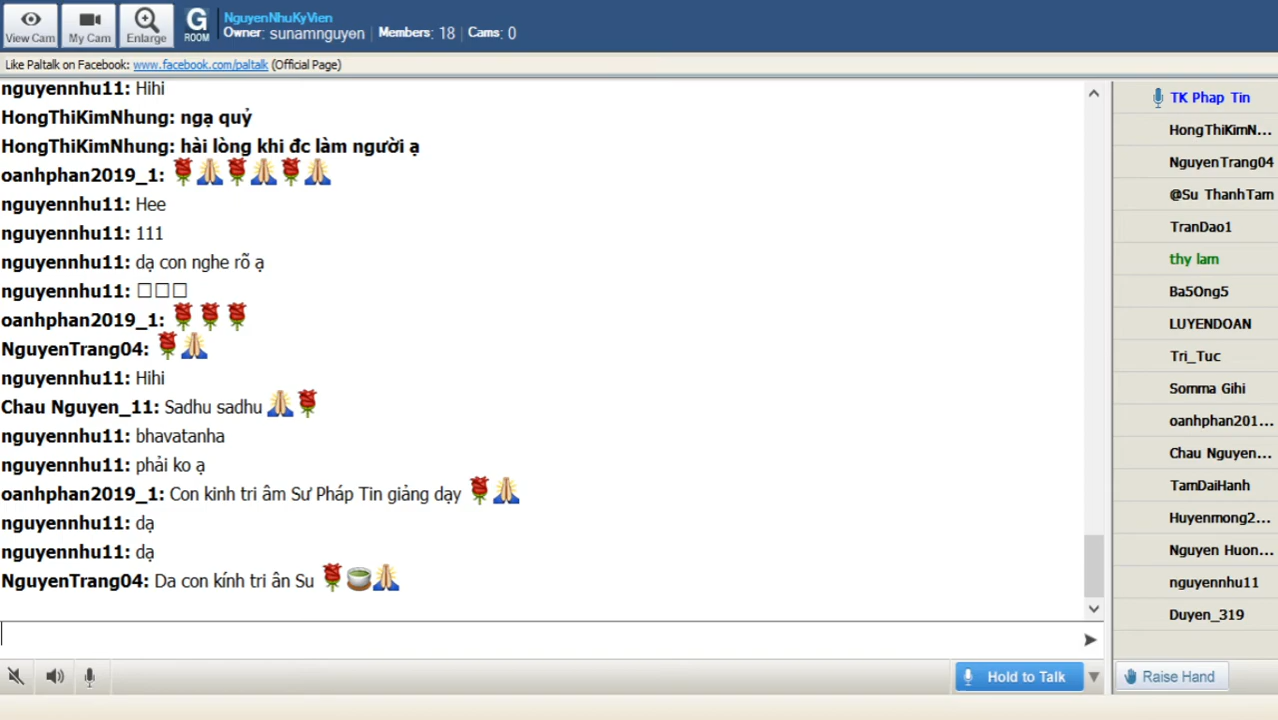 View Cam
My Cam
Enlarge
G
ROOM
NguyenNhuKyVien
Owner: sunamnguyen | Members: 18 | Cams: 0
Like Paltalk on Facebook: www.facebook.com/paltalk (Official Page)
nguyennhu11: Hihi
HongThiKimNhung: ngạ quỷ
HongThiKimNhung: hài lòng khi đc làm người ạ
oanhphan2019_1: 🌹🙏🌹🙏🌹🙏
nguyennhu11: Hee
nguyennhu11: 111
nguyennhu11: dạ con nghe rõ ạ
nguyennhu11: □□□
oanhphan2019_1: 🌹🌹🌹
NguyenTrang04: 🌹🙏
nguyennhu11: Hihi
Chau Nguyen_11: Sadhu sadhu 🙏🌹
nguyennhu11: bhavatanha
nguyennhu11: phải ko ạ
oanhphan2019_1: Con kinh tri âm Sư Pháp Tin giảng dạy 🌹🙏
nguyennhu11: dạ
nguyennhu11: dạ
NguyenTrang04: Da con kính tri ân Su 🌹🍵🙏
Hold to Talk
TK Phap Tin
HongThiKimN...
NguyenTrang04
@Su ThanhTam
TranDao1
thy lam
Ba5Ong5
LUYENDOAN
Tri_Tuc
Somma Gihi
oanhphan201...
Chau Nguyen...
TamDaiHanh
Huyenmong2...
Nguyen Huon...
nguyennhu11
Duyen_319
Raise Hand